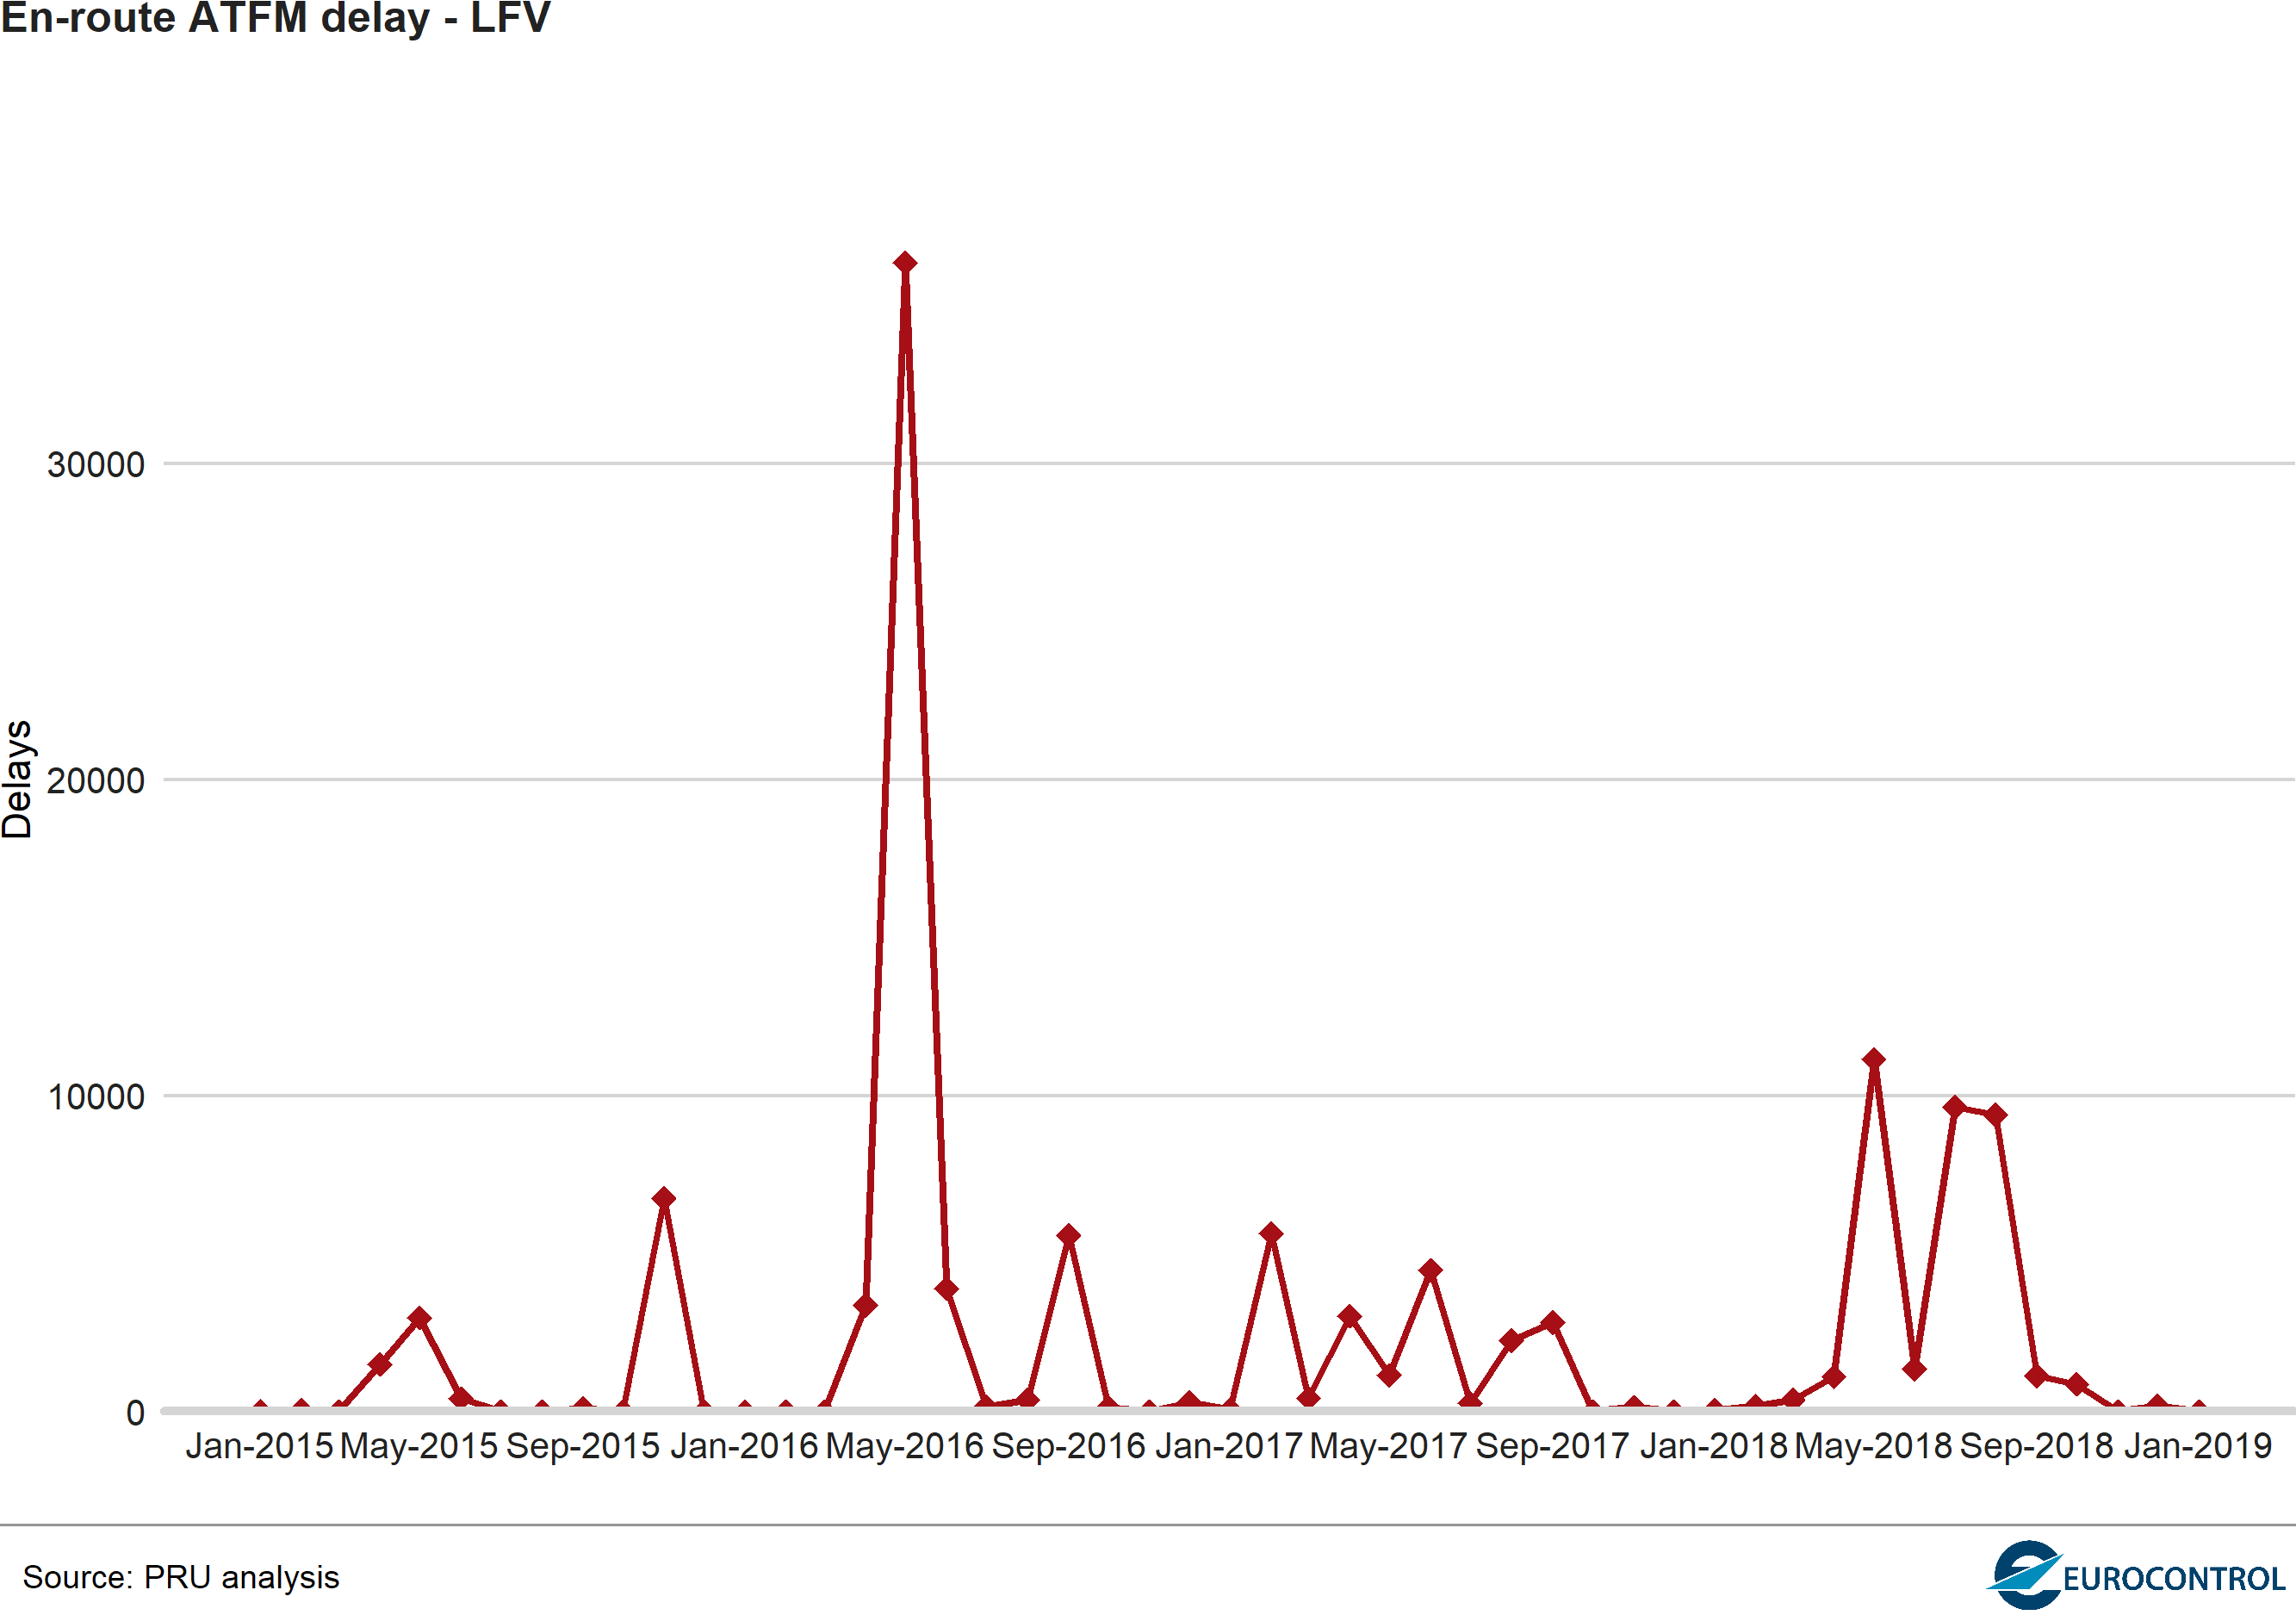 En-route ATFM delay - LFV
Delays
30000
20000
10000
0
Jan-2015 May-2015 Sep-2015 Jan-2016 May-2016 Sep-2016 Jan-2017 May-2017 Sep-2017 Jan-2018 May-2018 Sep-2018 Jan-2019
Source: PRU analysis
EUROCONTROL